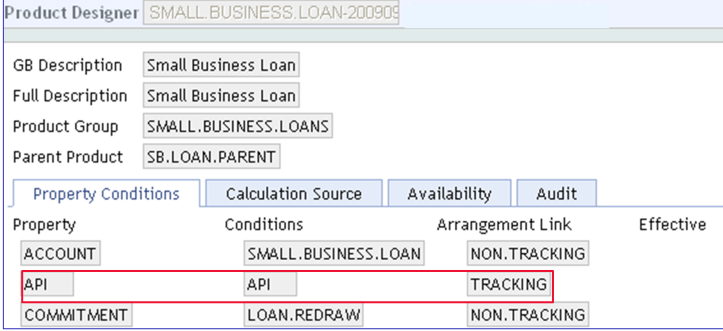 Product Designer SMALL.BUSINESS.LOAN-200909
GB Description Small Business Loan
Full Description Small Business Loan
Product Group SMALL.BUSINESS.LOANS
Parent Product SB.LOAN.PARENT
Property Conditions Calculation Source Availability Audit
Property Conditions Arrangement Link Effective
ACCOUNT SMALL.BUSINESS.LOAN NON.TRACKING
API API TRACKING
COMMITMENT LOAN.REDRAW NON.TRACKING